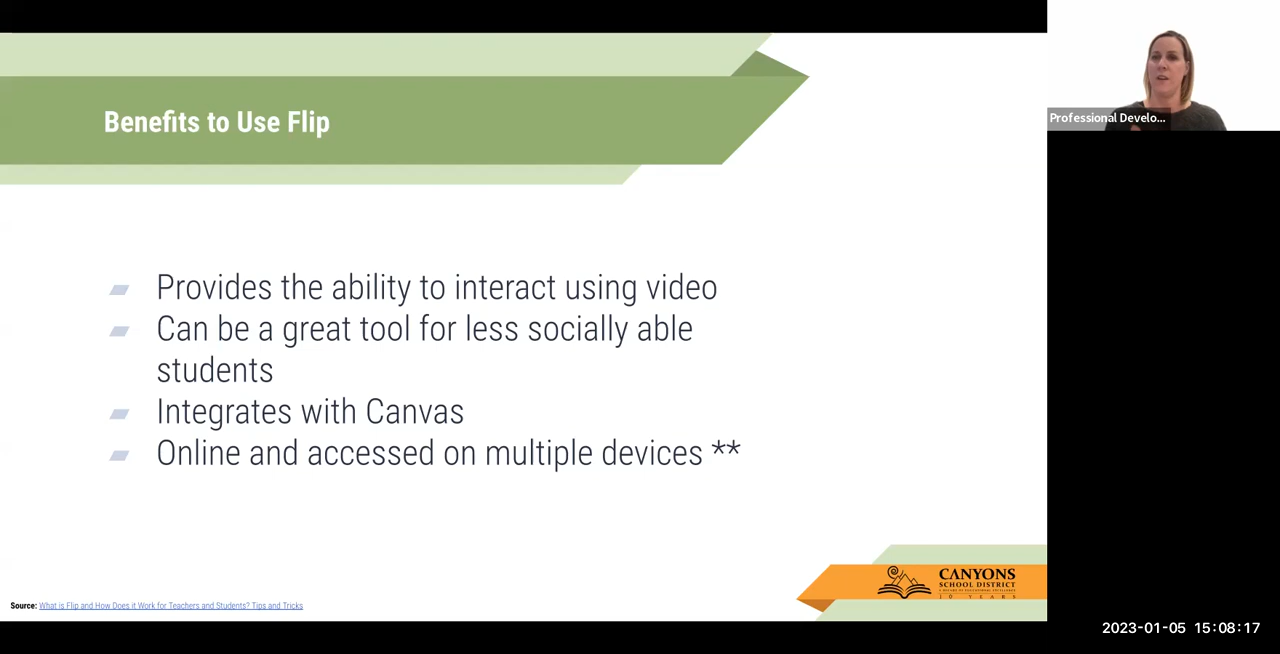 Benefits to Use Flip
Professional Develo...
Provides the ability to interact using video
Can be a great tool for less socially able
students
Integrates with Canvas
Online and accessed on multiple devices **
CANYONS
SCHOOL DISTRICT
10 YEARS
Source: What is Flip and How Does it Work for Teachers and Students? Tips and Tricks
2023-01-05 15:08:17